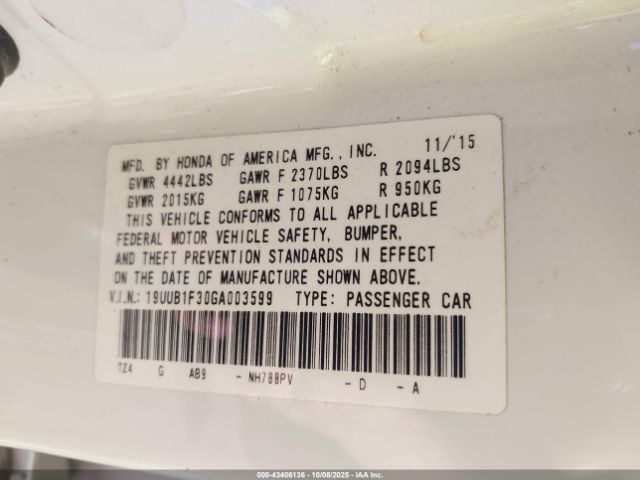 MFD. BY HONDA OF AMERICA MFG., INC. 11/'15
GVWR 4442LBS GAWR F 2370LBS R 2094LBS
GVWR 2015KG GAWR F 1075KG R 950KG
THIS VEHICLE CONFORMS TO ALL APPLICABLE
FEDERAL MOTOR VEHICLE SAFETY, BUMPER,
AND THEFT PREVENTION STANDARDS IN EFFECT
ON THE DATE OF MANUFACTURE SHOWN ABOVE.
V.I.N.: 19UUB1F30GA003599 TYPE: PASSENGER CAR
TZ4 G AB9 - NH788PV - D - A
000-43406136 - 10/08/2025 - IAA Inc.